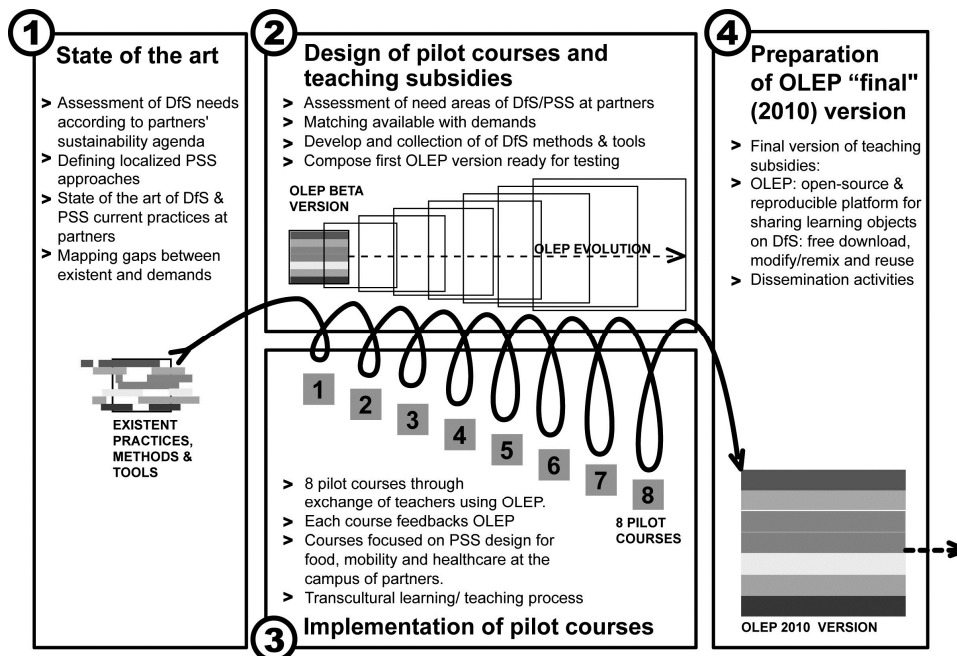 1
State of the art
> Assessment of DfS needs
according to partners'
sustainability agenda
> Defining localized PSS
approaches
> State of the art of DfS &
PSS current practices at
partners
> Mapping gaps between
existent and demands
EXISTENT
PRACTICES,
METHODS &
TOOLS
2
Design of pilot courses and
teaching subsidies
> Assessment of need areas of DfS/PSS at partners
> Matching available with demands
> Develop and collection of of DfS methods & tools
> Compose first OLEP version ready for testing
OLEP BETA
VERSION
OLEP EVOLUTION
1
2
3
4
5
6
7
8
8 PILOT
COURSES
> 8 pilot courses through
exchange of teachers using OLEP.
> Each course feedbacks OLEP
> Courses focused on PSS design for
food, mobility and healthcare at the
campus of partners.
> Transcultural learning/ teaching process
3
Implementation of pilot courses
4
Preparation
of OLEP “final"
(2010) version
> Final version of teaching
subsidies:
> OLEP: open-source &
reproducible platform for
sharing learning objects
on DfS: free download,
modify/remix and reuse
> Dissemination activities
OLEP 2010 VERSION